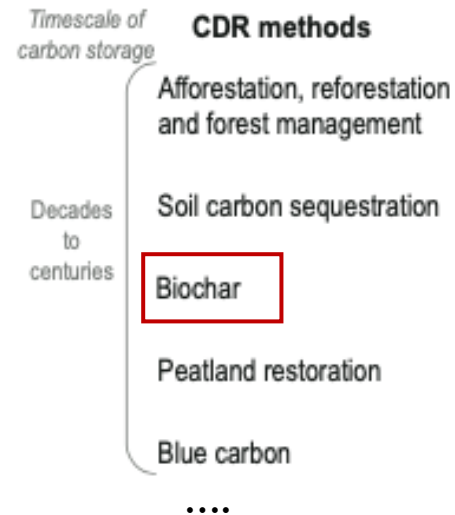 Timescale of
carbon storage
CDR methods
Afforestation, reforestation
and forest management
Decades
to
centuries
Soil carbon sequestration
Biochar
Peatland restoration
Blue carbon
....